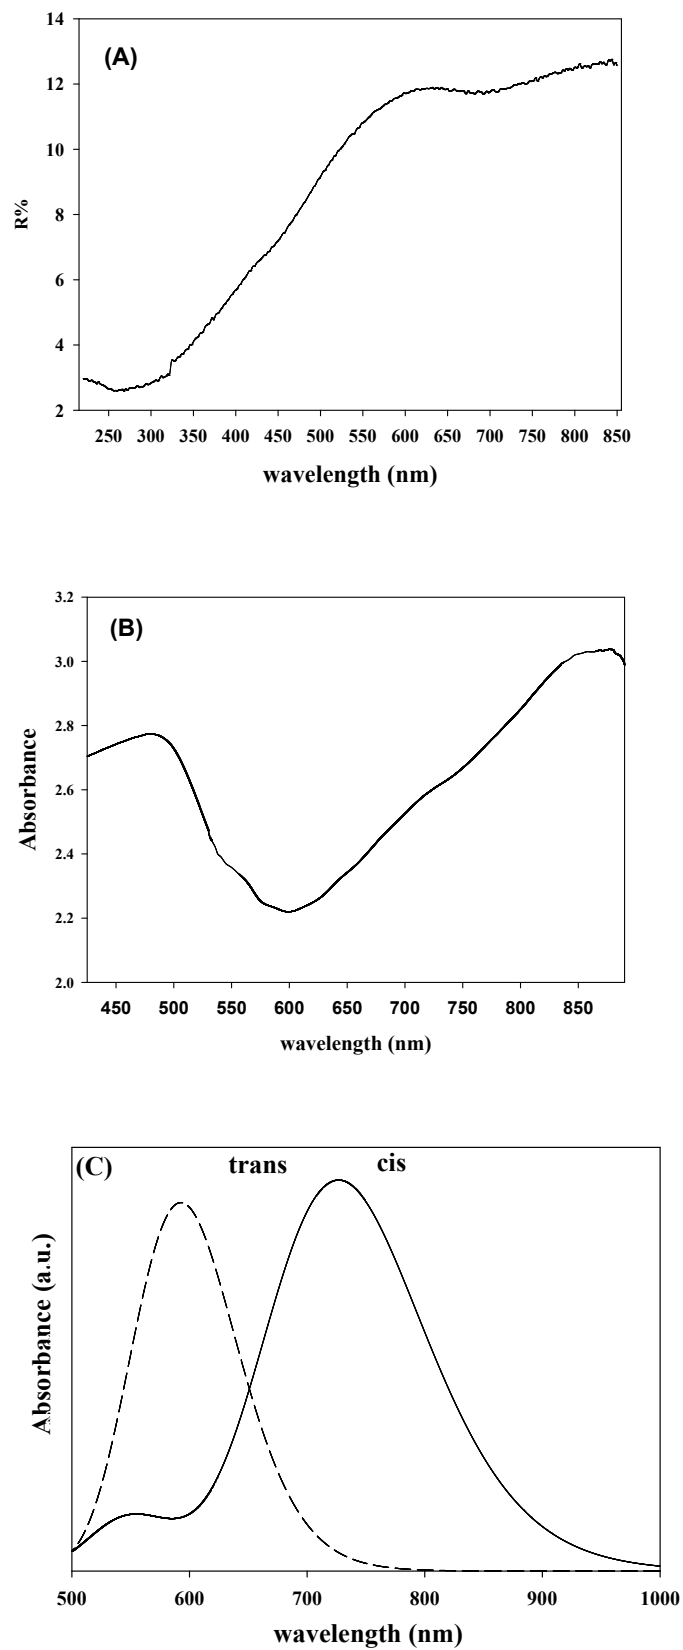 14
(A)
12
10
R%
8
6
4
2
250 300 350 400 450 500 550 600 650 700 750 800 850
wavelength (nm)
3.2
(B)
3.0
2.8
Absorbance
2.6
2.4
2.2
2.0
450 500 550 600 650 700 750 800 850
wavelength (nm)
(C) trans cis
Absorbance (a.u.)
500 600 700 800 900 1000
wavelength (nm)